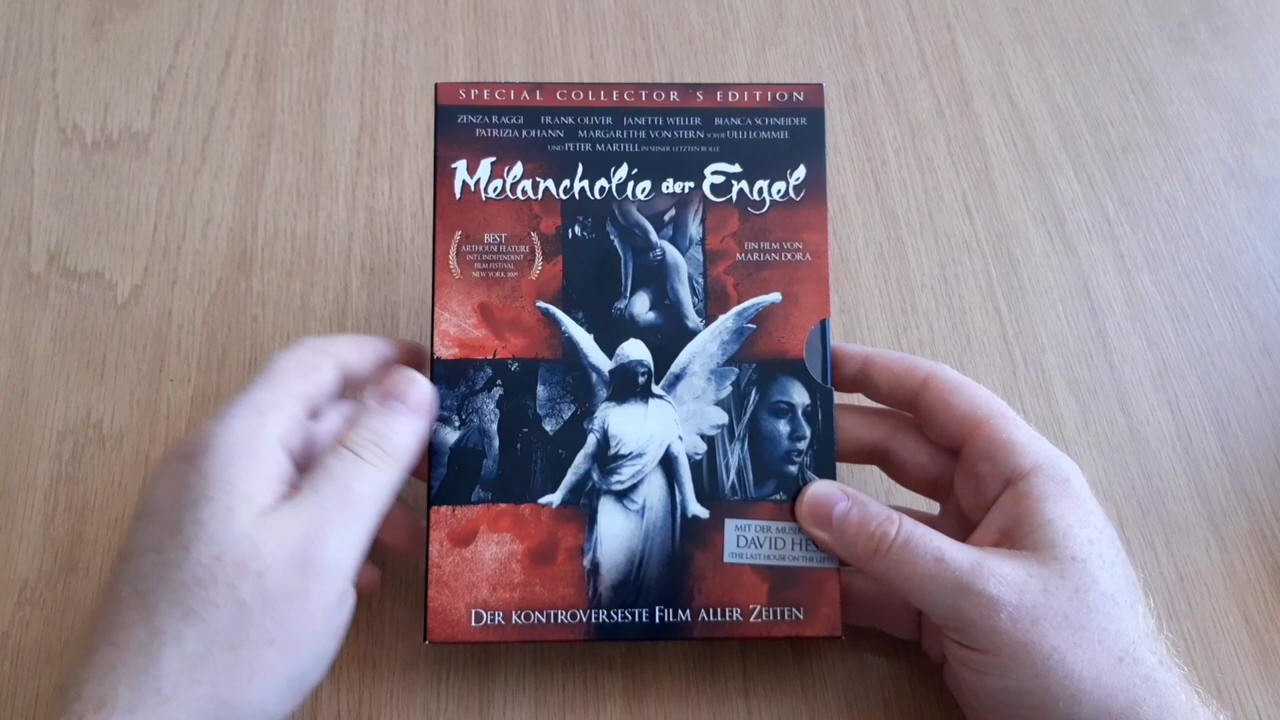 SPECIAL COLLECTOR´S EDITION
ZENZA RAGGI FRANK OLIVER JANETTE WELLER BIANCA SCHNEIDER
PATRIZIA JOHANN MARGARETHE VON STERN SOWIE ULLI LOMMEL
UND PETER MARTELL IN SEINER LETZTEN ROLLE
Melancholie der Engel
BEST
ARTHOUSE FEATURE
INT'L INDEPENDENT
FILM FESTIVAL
NEW YORK 2009
EIN FILM VON
MARIAN DORA
MIT DER MUSIK
DAVID HESS
(THE LAST HOUSE ON THE LEFT)
DER KONTROVERSESTE FILM ALLER ZEITEN